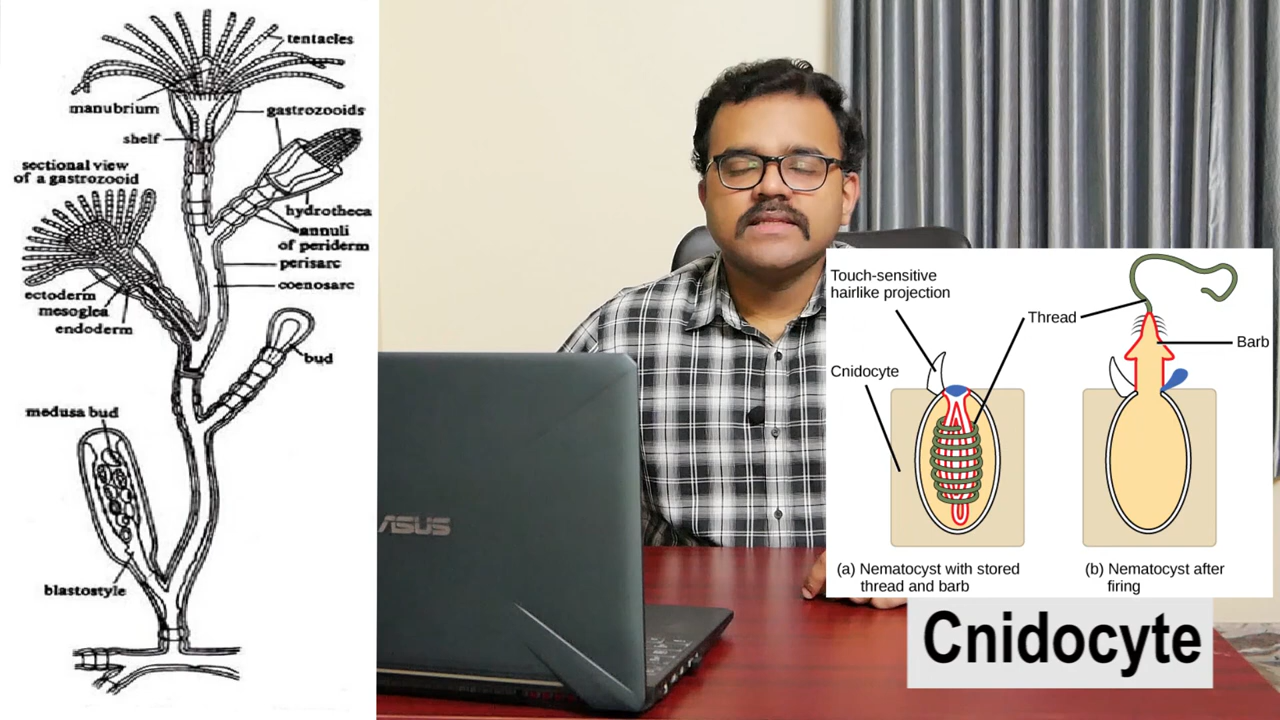 tentacles
manubrium
gastrozooids
shelf
sectional view
of a gastrozooid
hydrotheca
annuli
of periderm
perisarc
coenosarc
ectoderm
mesoglea
endoderm
bud
medusa bud
blastostyle
ASUS
Touch-sensitive
hairlike projection
Thread
Barb
Cnidocyte
(a) Nematocyst with stored
thread and barb
(b) Nematocyst after
firing
Cnidocyte